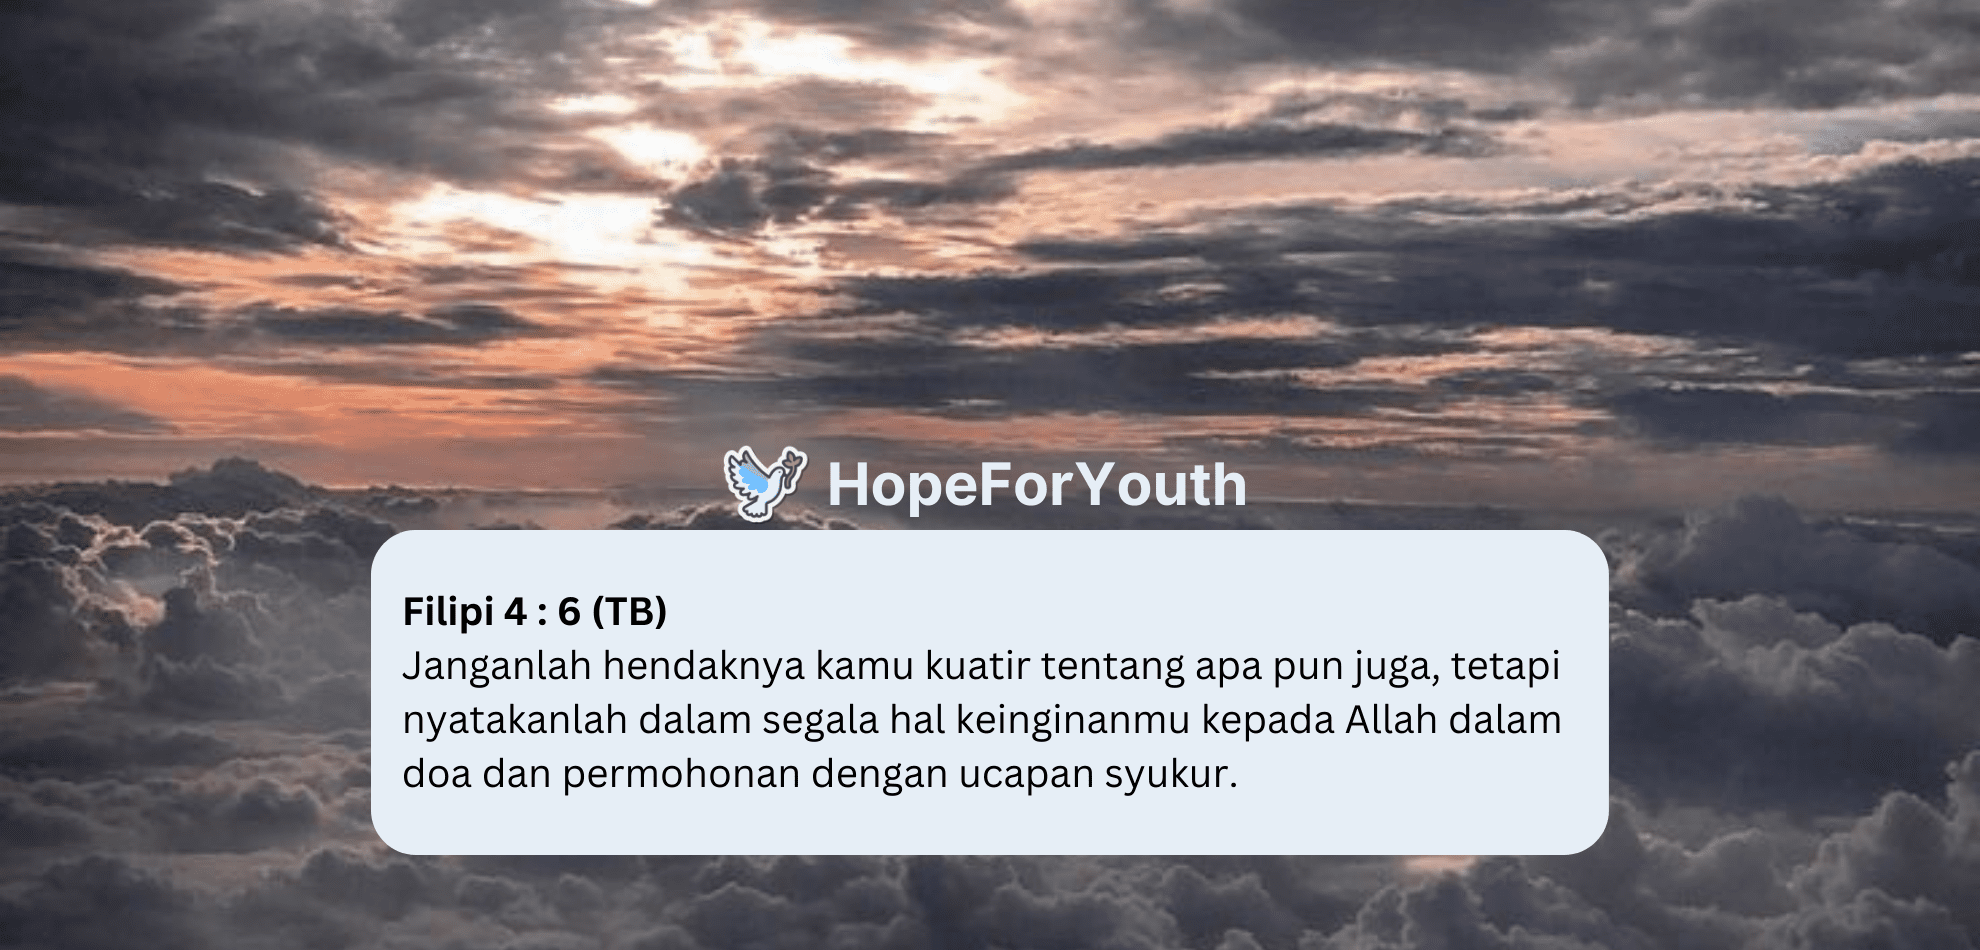 HopeForYouth
Filipi 4 : 6 (TB)
Janganlah hendaknya kamu kuatir tentang apa pun juga, tetapi
nyatakanlah dalam segala hal keinginanmu kepada Allah dalam
doa dan permohonan dengan ucapan syukur.